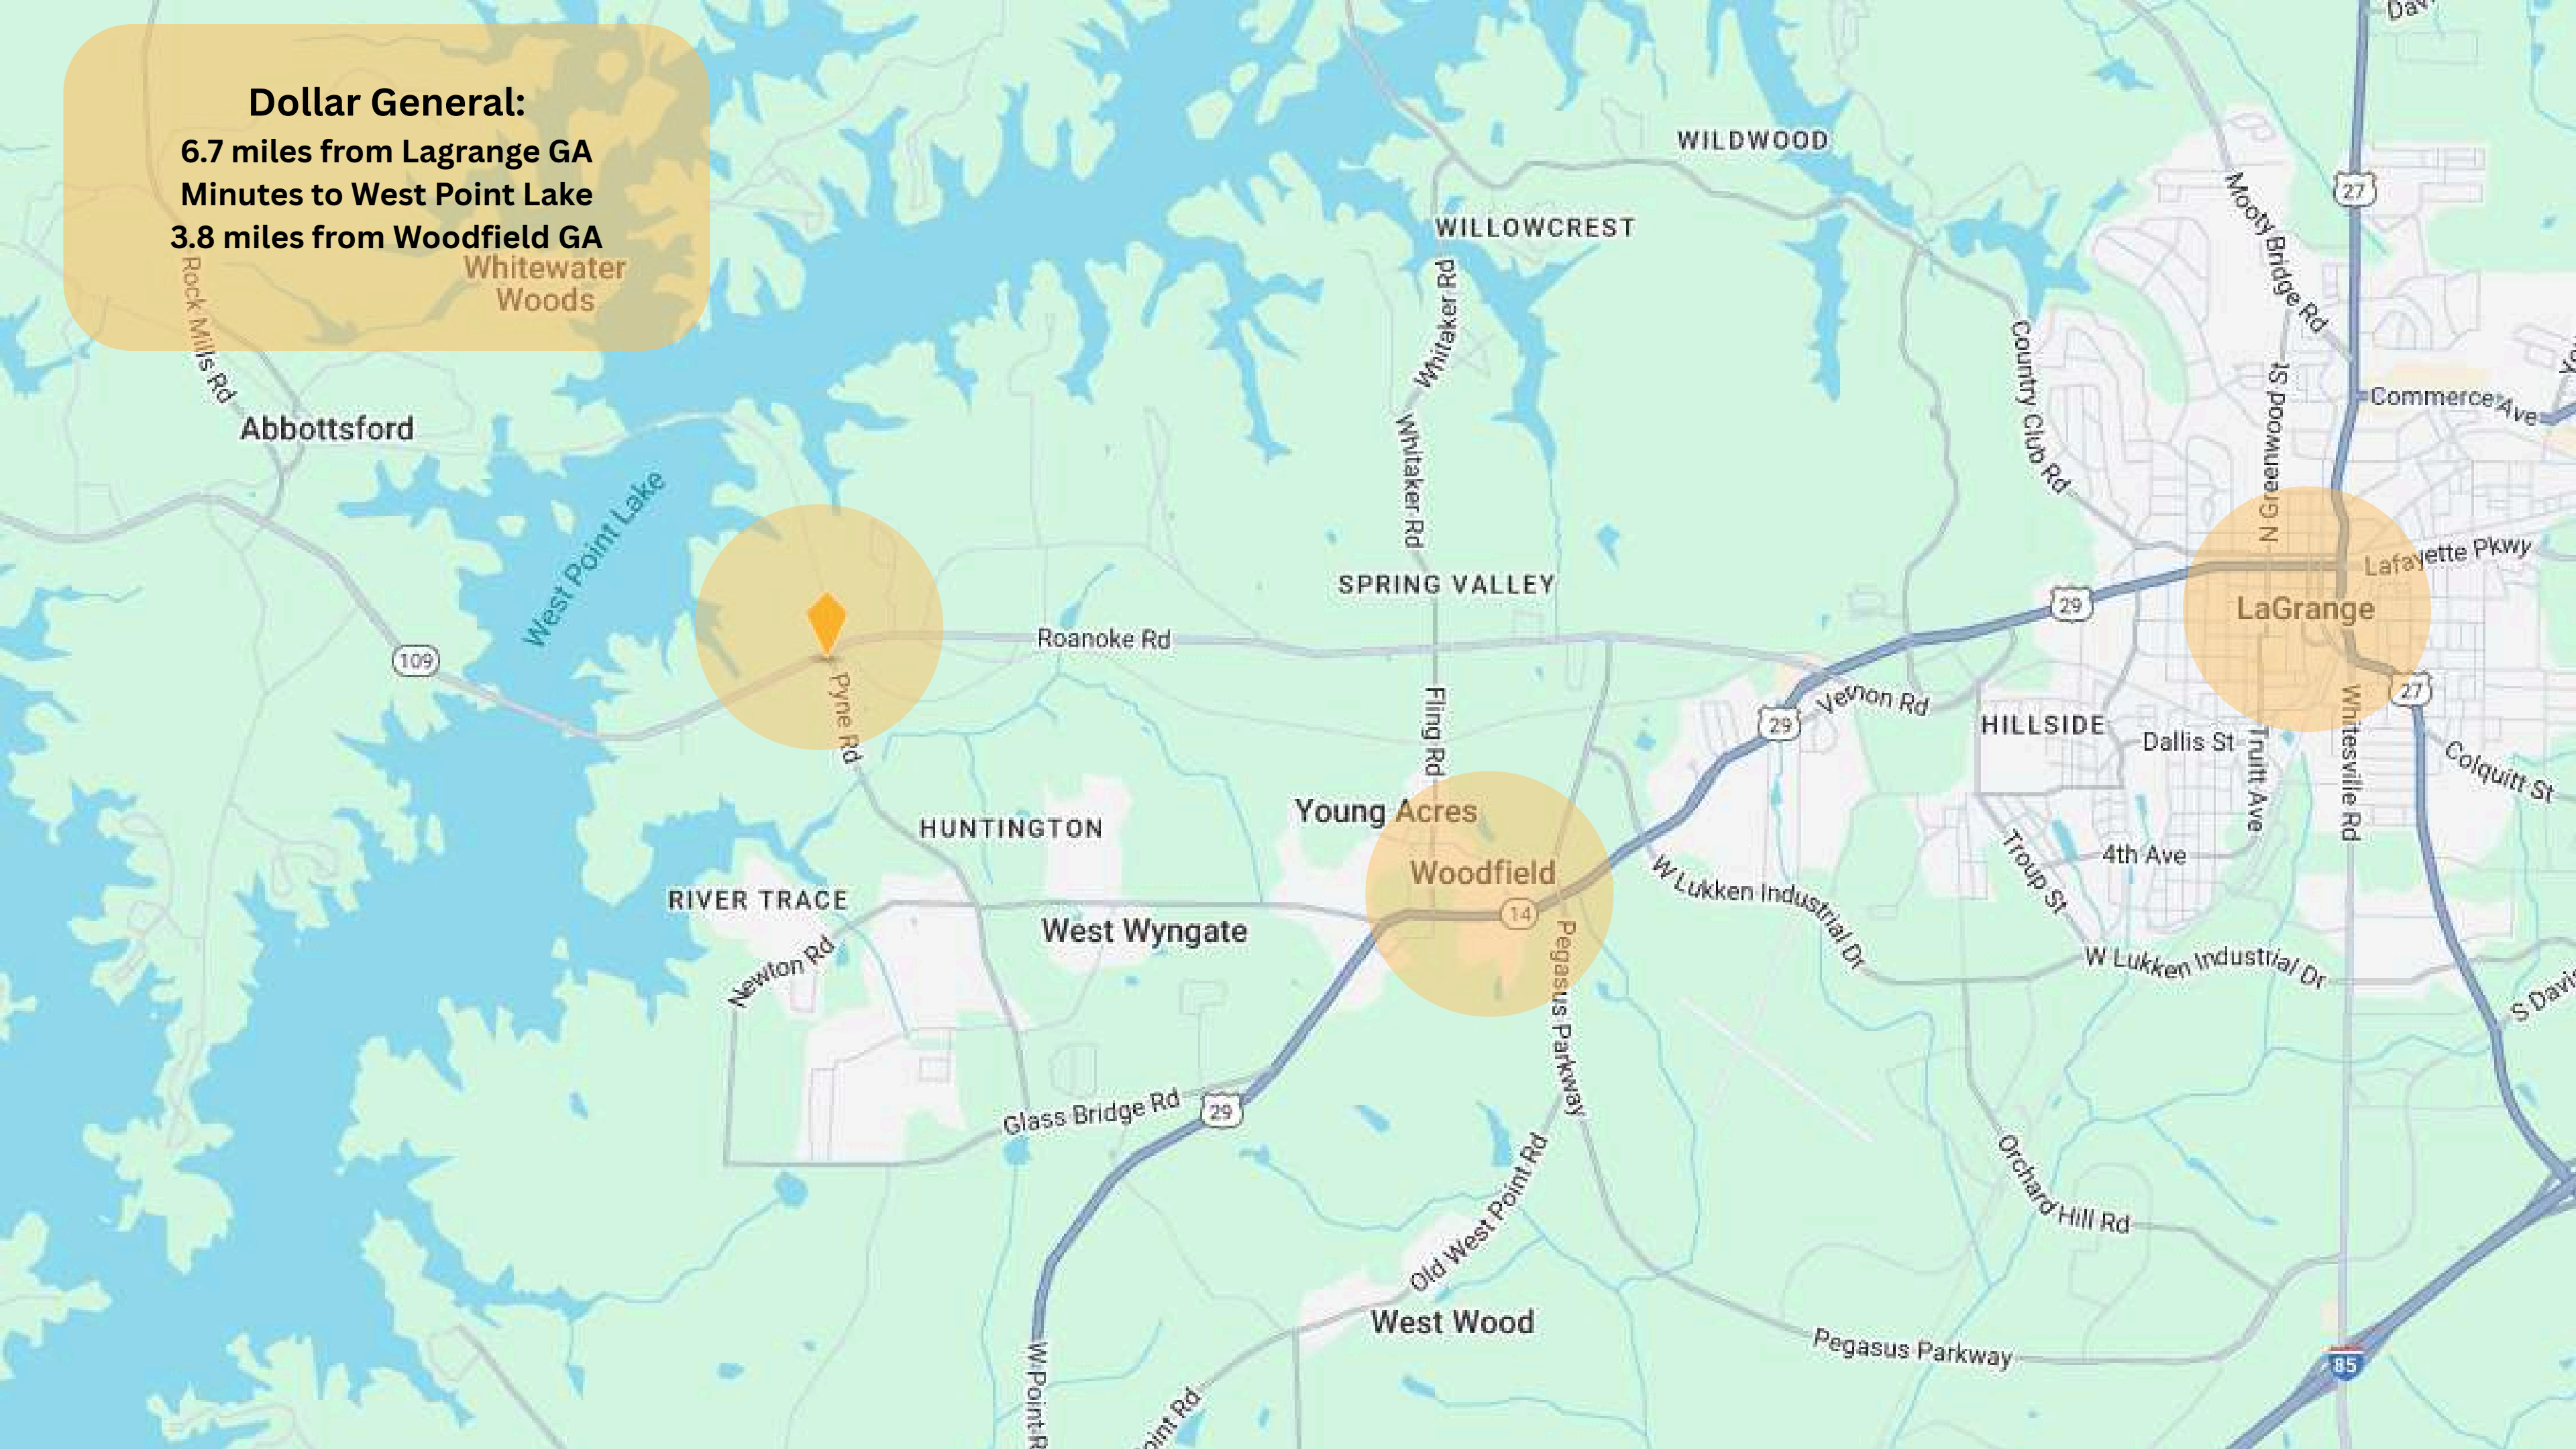 Dollar General:
6.7 miles from Lagrange GA
Minutes to West Point Lake
3.8 miles from Woodfield GA
Whitewater
Woods
Rock Mills Rd
Abbottsford
West Point Lake
109
WILDWOOD
WILLOWCREST
Whitaker Rd
Whitaker Rd
SPRING VALLEY
Roanoke Rd
Pyne Rd
Fling Rd
Mooty Bridge Rd
27
Country Club Rd
N Greenwood St
Commerce Ave
Lafayette Pkwy
LaGrange
29
27
Vernon Rd
29
HILLSIDE
Dallis St
Truitt Ave
Whitesville Rd
Colquitt St
4th Ave
Troup St
HUNTINGTON
Young Acres
Woodfield
14
RIVER TRACE
West Wyngate
Newton Rd
W Lukken Industrial Dr
W Lukken Industrial Dr
Pegasus Parkway
Glass Bridge Rd
29
Old West Point Rd
Orchard Hill Rd
West Wood
Pegasus Parkway
85
W Point R
oint Rd
S Davi